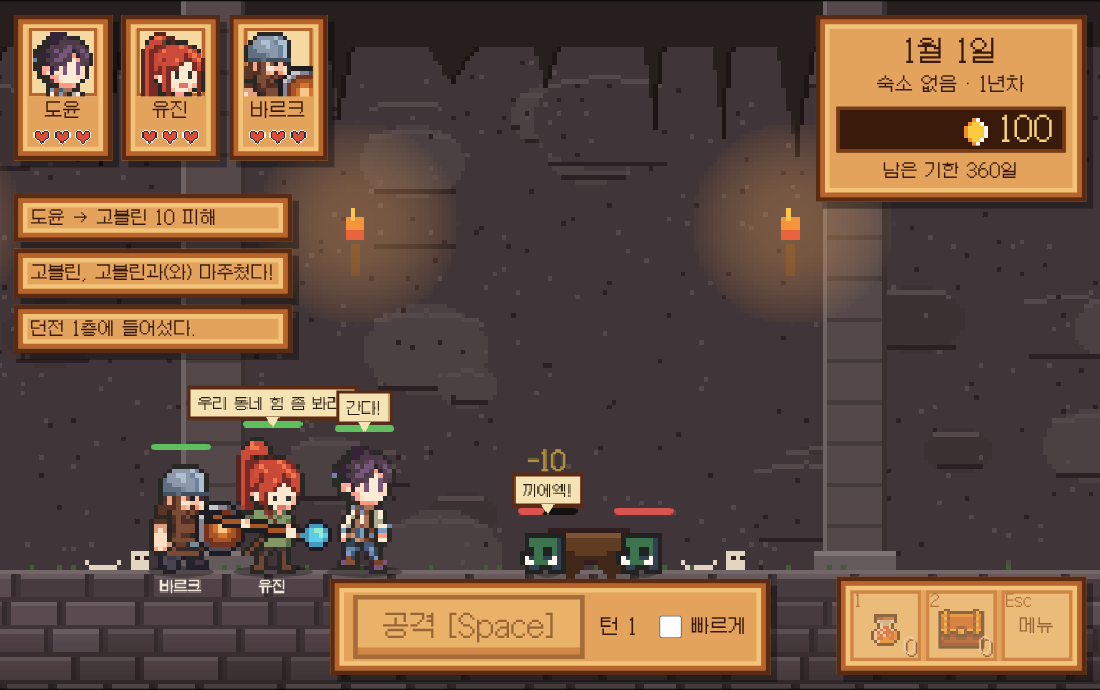 도윤
유진
바르크
1월 1일
숙소 없음 · 1년차
100
남은 기한 360일
도윤 → 고블린 10 피해
고블린, 고블린과(와) 마주쳤다!
던전 1층에 들어섰다.
우리 동네 힘 좀 봐라
간다!
-10
끼에엑!
바르크
유진
공격 [Space]
턴 1
빠르게
1
0
2
0
Esc
메뉴